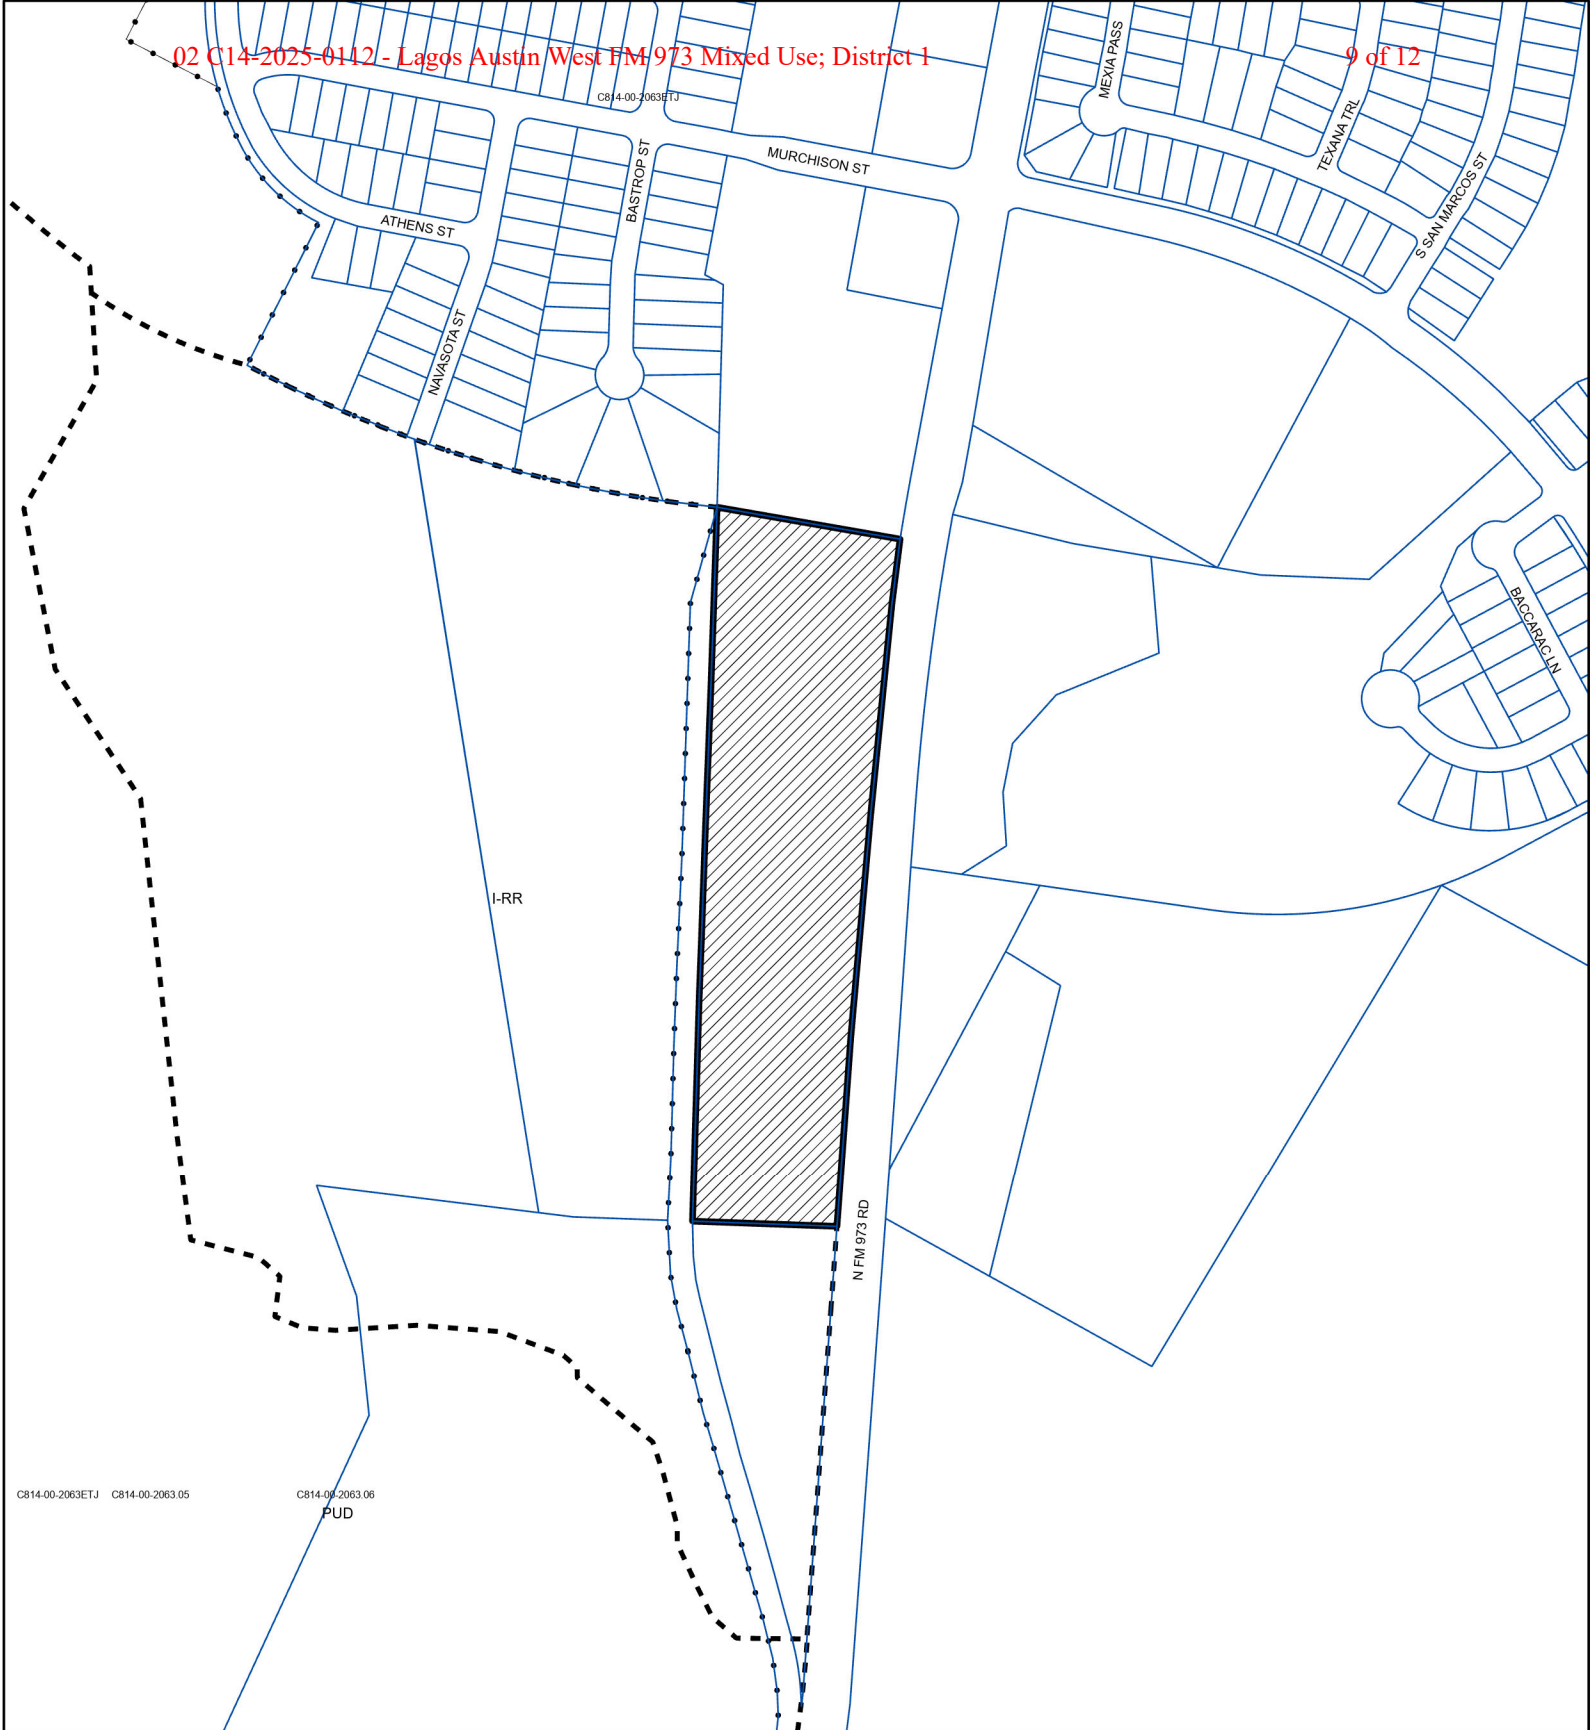 02 C14-2025-0112 - Lagos Austin West FM 973 Mixed Use; District 1
9 of 12
C814-00-2063ETJ
MEXIA PASS
TEXANA TRL
MURCHISON ST
BASTROP ST
S SAN MARCOS ST
ATHENS ST
NAVASOTA ST
BACCARAC LN
I-RR
N FM 973 RD
C814-00-2063ETJ
C814-00-2063.05
C814-00-2063.06
PUD